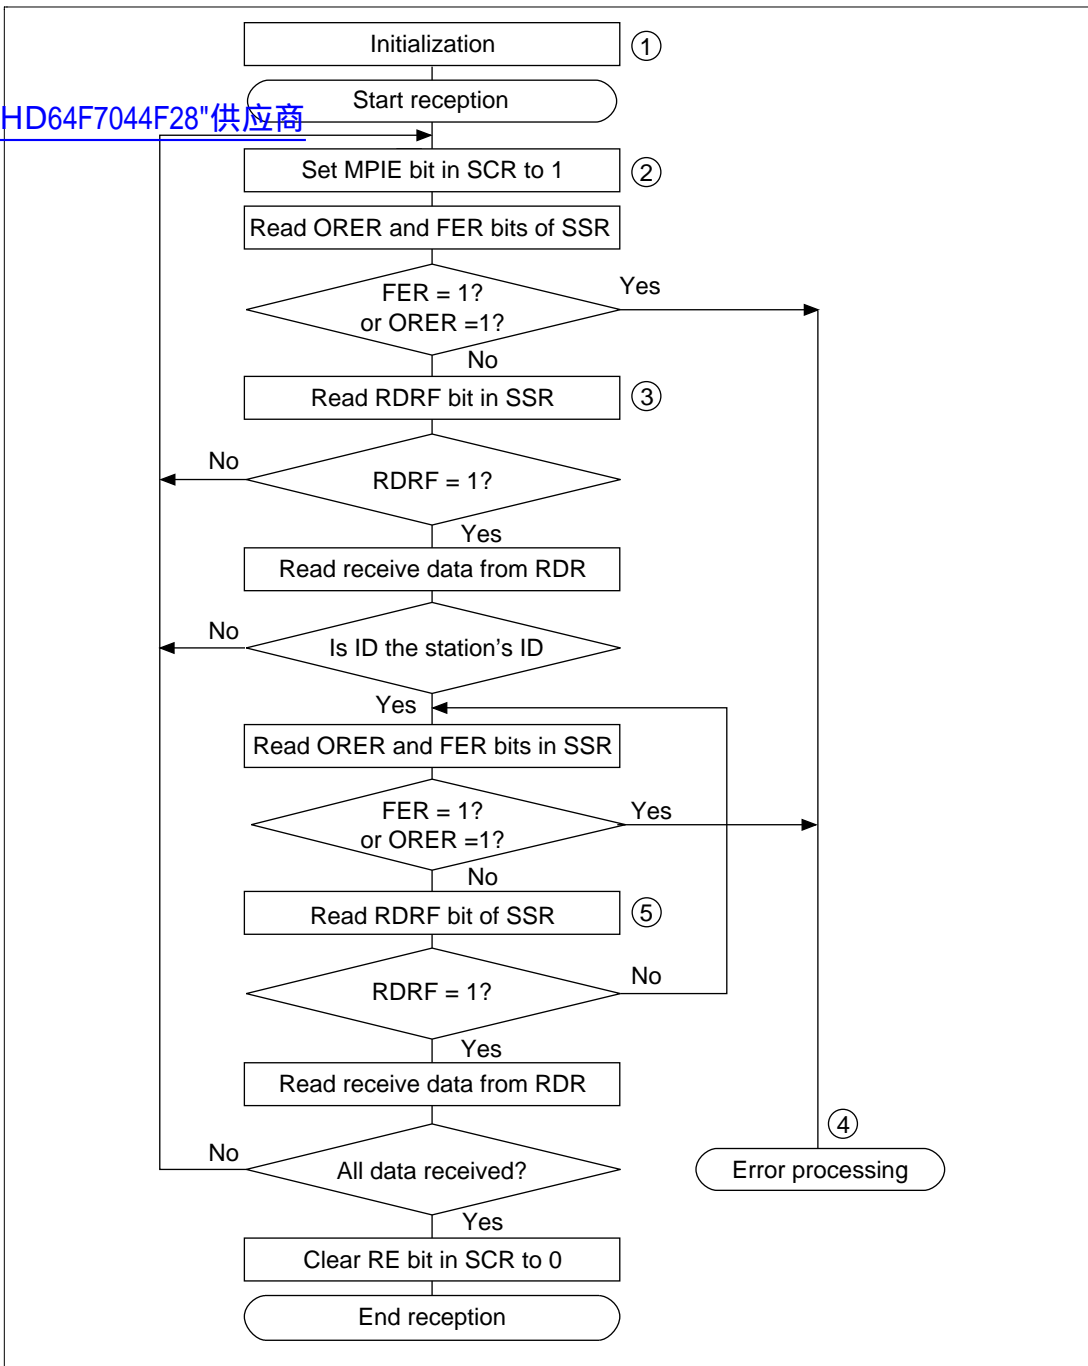 Initialization
①
Start reception
HD64F7044F28"供应商
Set MPIE bit in SCR to 1
②
Read ORER and FER bits of SSR
FER = 1?
or ORER =1?
Yes
No
Read RDRF bit in SSR
③
RDRF = 1?
No
Yes
Read receive data from RDR
No
Is ID the station’s ID
Yes
Read ORER and FER bits in SSR
FER = 1?
or ORER =1?
Yes
No
Read RDRF bit of SSR
⑤
RDRF = 1?
No
Yes
Read receive data from RDR
④
No
All data received?
Error processing
Yes
Clear RE bit in SCR to 0
End reception